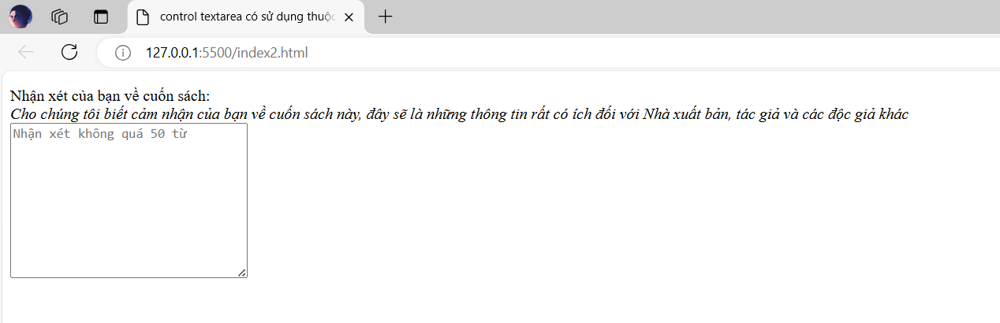 control textarea có sử dụng thuộc
127.0.0.1:5500/index2.html
Nhận xét của bạn về cuốn sách:
Cho chúng tôi biết cảm nhận của bạn về cuốn sách này, đây sẽ là những thông tin rất có ích đối với Nhà xuất bản, tác giả và các độc giả khác
Nhận xét không quá 50 từ